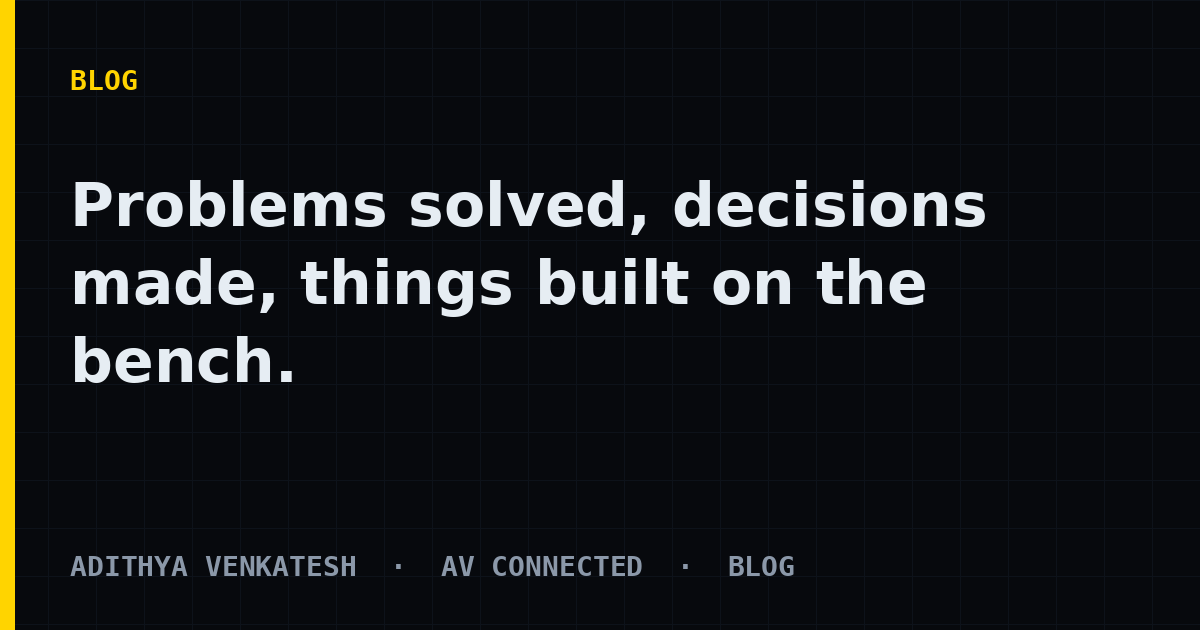 BLOG
Problems solved, decisions
made, things built on the
bench.
ADITHYA VENKATESH · AV CONNECTED · BLOG